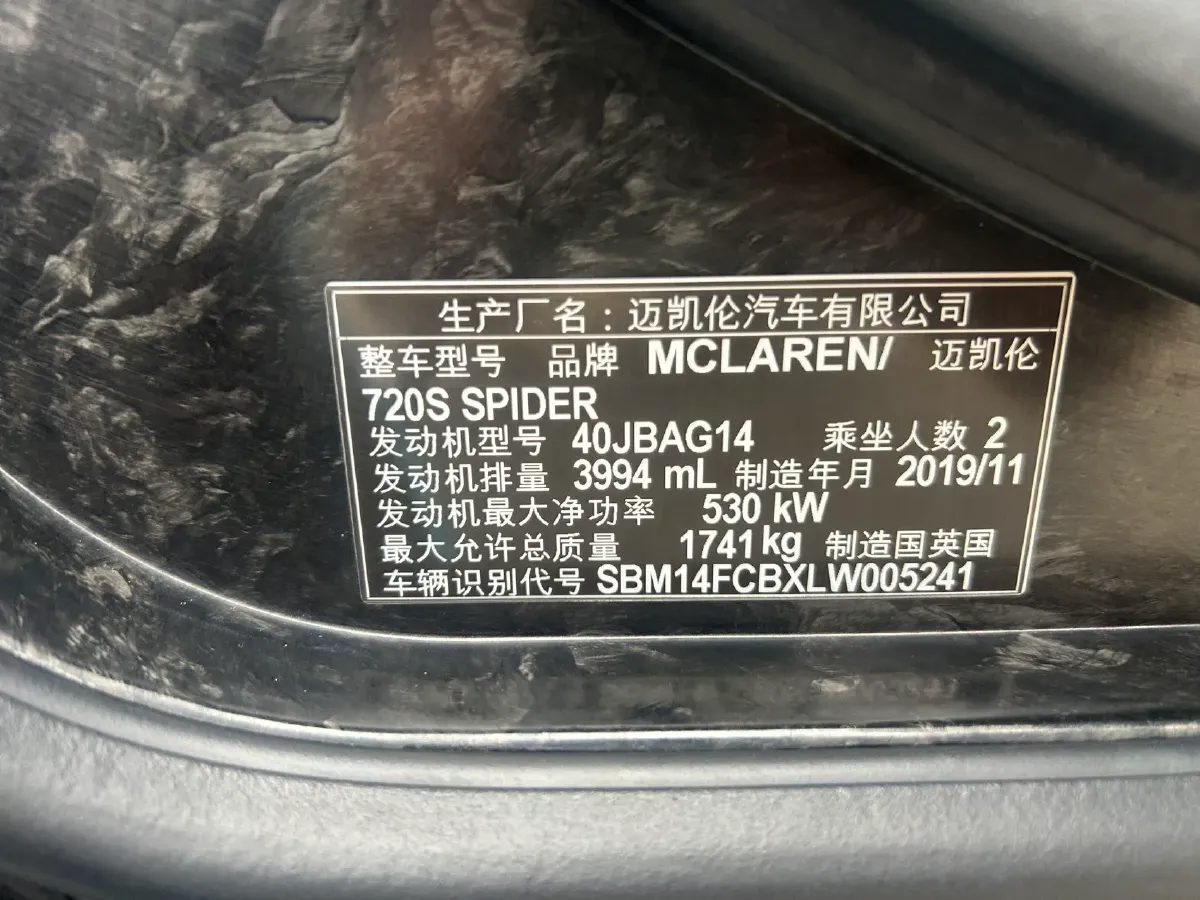 生产厂名：迈凯伦汽车有限公司
整车型号 品牌 MCLAREN/ 迈凯伦
720S SPIDER
发动机型号 40JBAG14 乘坐人数 2
发动机排量 3994 mL 制造年月 2019/11
发动机最大净功率 530 kW
最大允许总质量 1741kg 制造国英国
车辆识别代号 SBM14FCBXLW005241